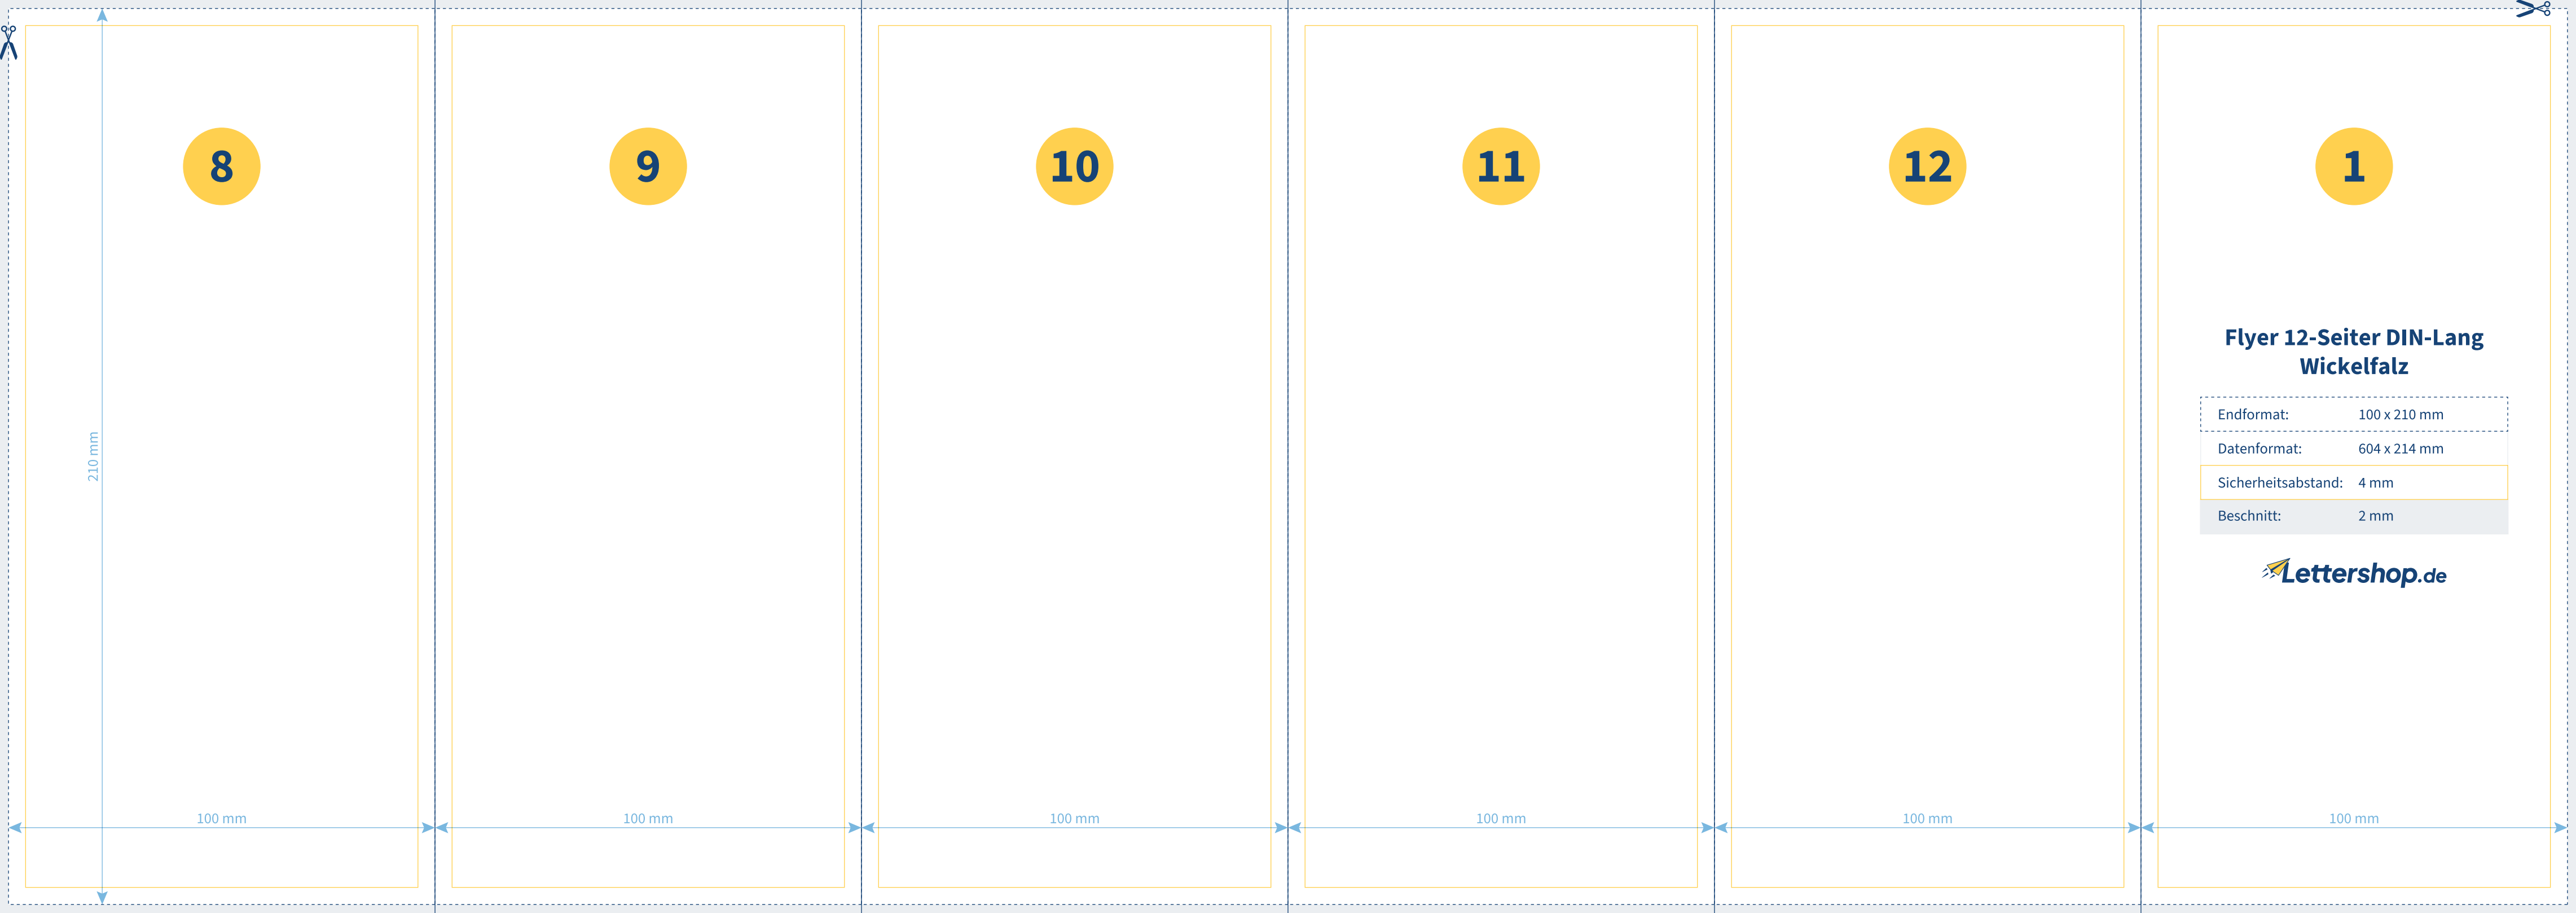 8
9
10
11
12
1
Flyer 12-Seiter DIN-Lang
Wickelfalz
Endformat: 100 x 210 mm
Datenformat: 604 x 214 mm
Sicherheitsabstand: 4 mm
Beschnitt: 2 mm
Lettershop.de
210 mm
100 mm
100 mm
100 mm
100 mm
100 mm
100 mm